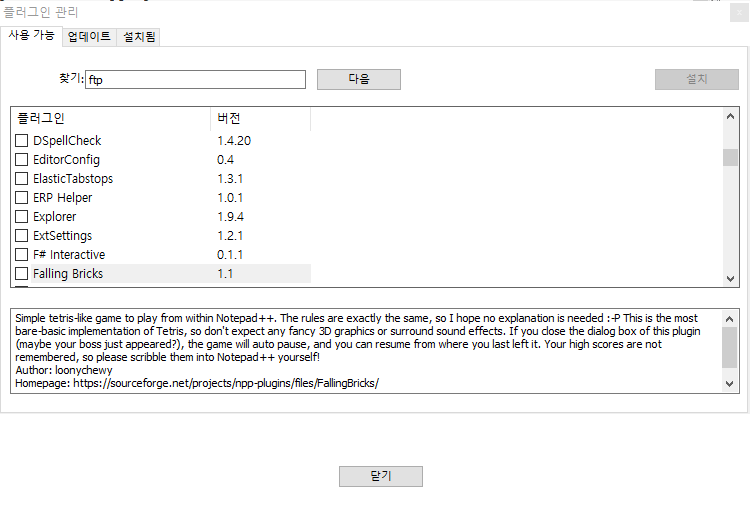 플러그인 관리
사용 가능 업데이트 설치됨
찾기: ftp 다음 설치
플러그인 버전
DSpellCheck 1.4.20
EditorConfig 0.4
ElasticTabstops 1.3.1
ERP Helper 1.0.1
Explorer 1.9.4
ExtSettings 1.2.1
F# Interactive 0.1.1
Falling Bricks 1.1
Simple tetris-like game to play from within Notepad++. The rules are exactly the same, so I hope no explanation is needed :-P This is the most
bare-basic implementation of Tetris, so don't expect any fancy 3D graphics or surround sound effects. If you close the dialog box of this plugin
(maybe your boss just appeared?), the game will auto pause, and you can resume from where you last left it. Your high scores are not
remembered, so please scribble them into Notepad++ yourself!
Author: loonychewy
Homepage: https://sourceforge.net/projects/npp-plugins/files/FallingBricks/
닫기